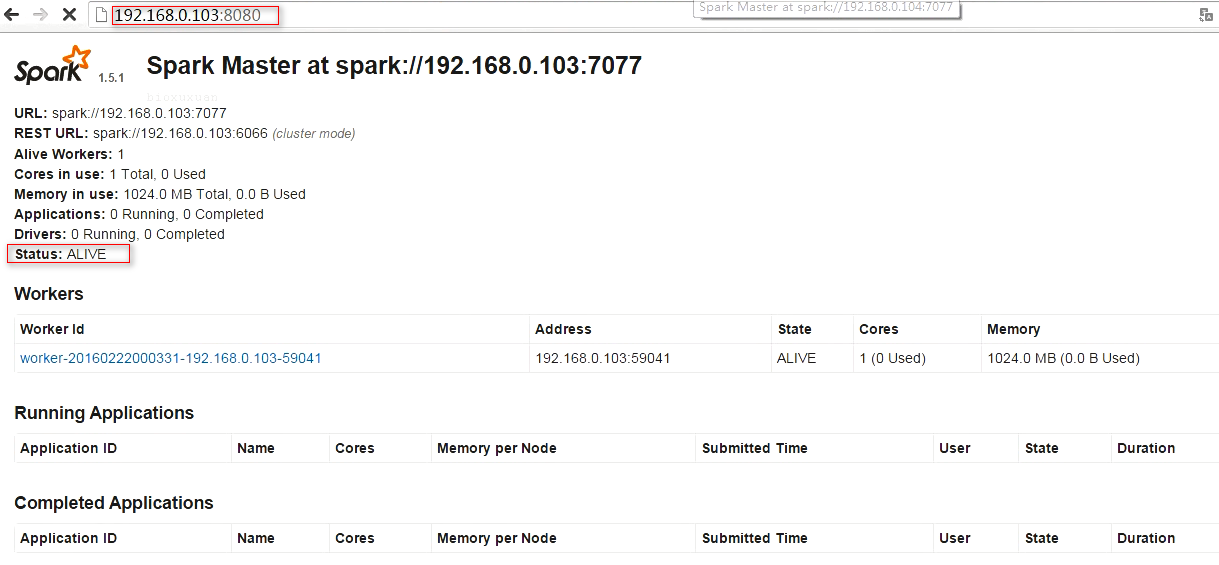 192.168.0.103:8080
Spark Master at spark://192.168.0.104:7077
Spark 1.5.1 Spark Master at spark://192.168.0.103:7077
bigxuxuan
URL: spark://192.168.0.103:7077
REST URL: spark://192.168.0.103:6066 (cluster mode)
Alive Workers: 1
Cores in use: 1 Total, 0 Used
Memory in use: 1024.0 MB Total, 0.0 B Used
Applications: 0 Running, 0 Completed
Drivers: 0 Running, 0 Completed
Status: ALIVE
Workers
Worker Id Address State Cores Memory
worker-20160222000331-192.168.0.103-59041 192.168.0.103:59041 ALIVE 1 (0 Used) 1024.0 MB (0.0 B Used)
Running Applications
Application ID Name Cores Memory per Node Submitted Time User State Duration
Completed Applications
Application ID Name Cores Memory per Node Submitted Time User State Duration